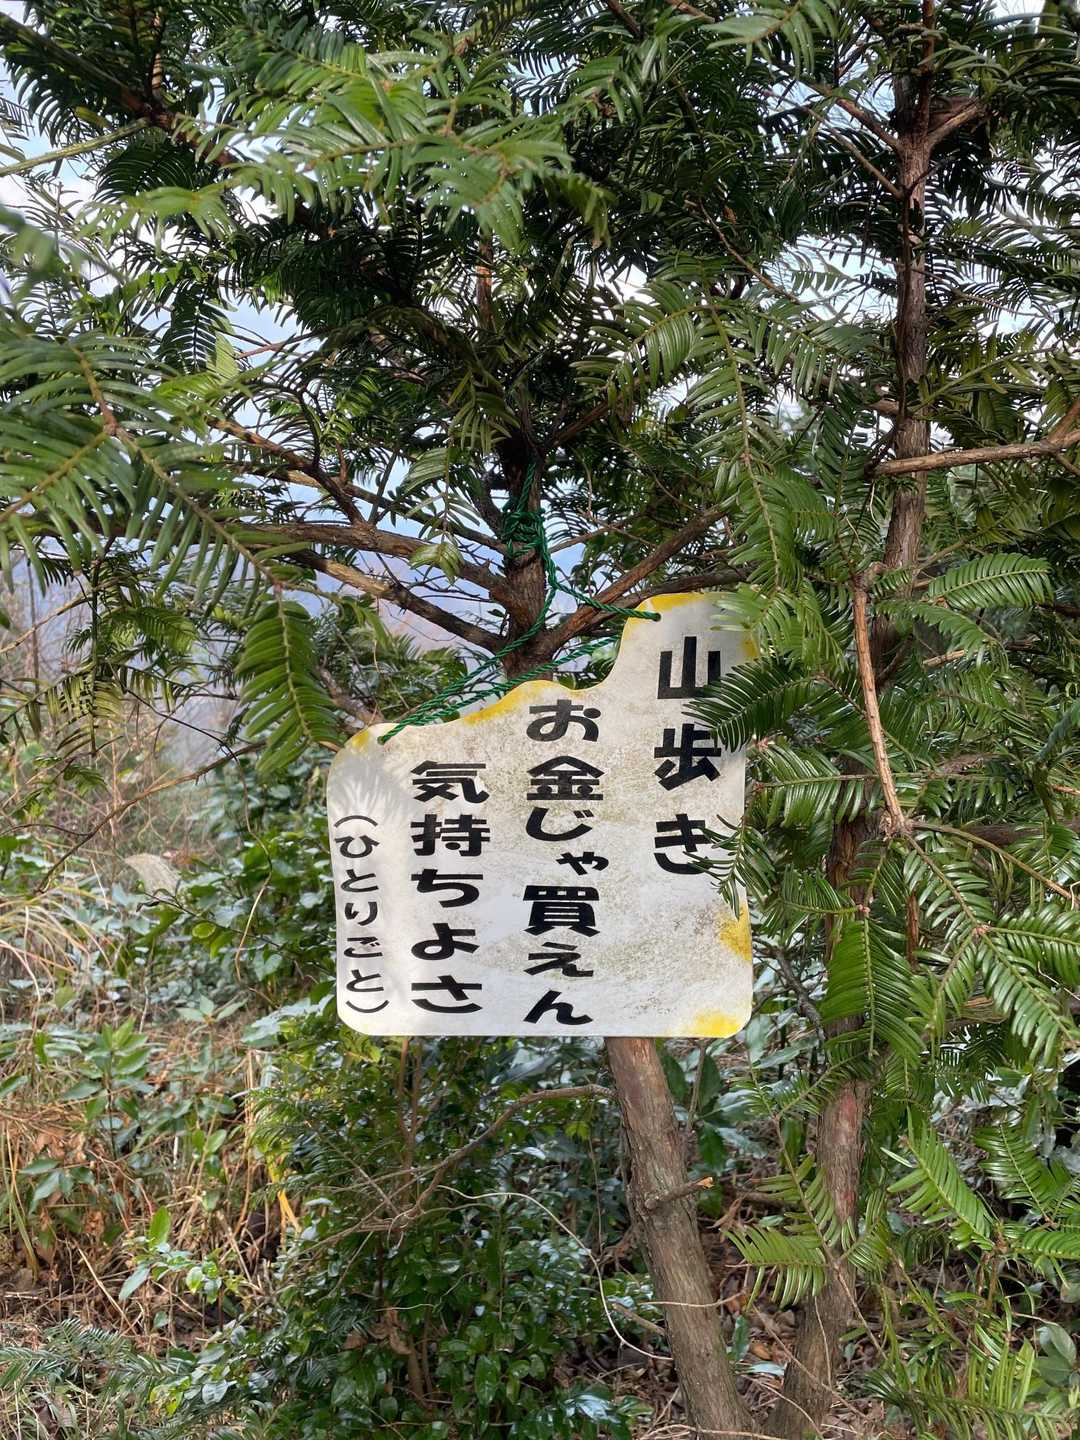 山歩き
お金じゃ買えん
気持ちよさ
（ひとりごと）